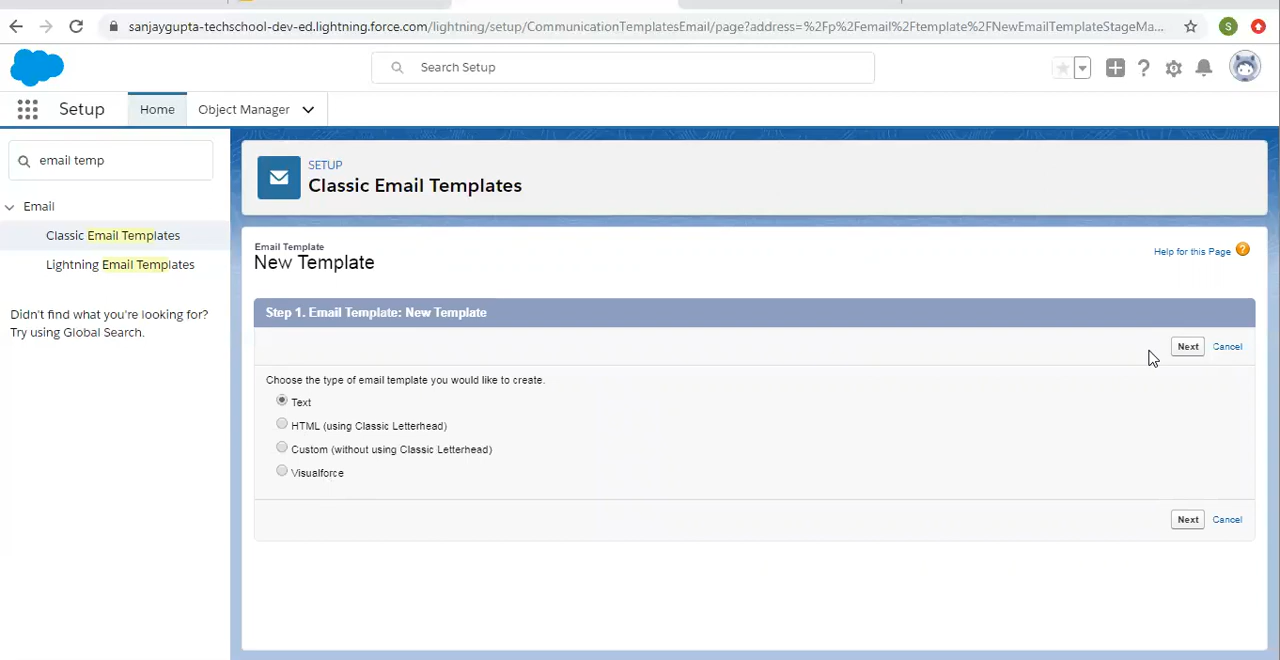 sanjaygupta-techschool-dev-ed.lightning.force.com/lightning/setup/CommunicationTemplatesEmail/page?address=%2Fp%2Femail%2Ftemplate%2FNewEmailTemplateStageMa...
S
Search Setup
Setup
Home
Object Manager
email temp
SETUP
Classic Email Templates
Email
Classic Email Templates
Lightning Email Templates
Didn't find what you're looking for?
Try using Global Search.
Email Template
New Template
Help for this Page
?
Step 1. Email Template: New Template
Next Cancel
Choose the type of email template you would like to create.
Text
HTML (using Classic Letterhead)
Custom (without using Classic Letterhead)
Visualforce
Next Cancel